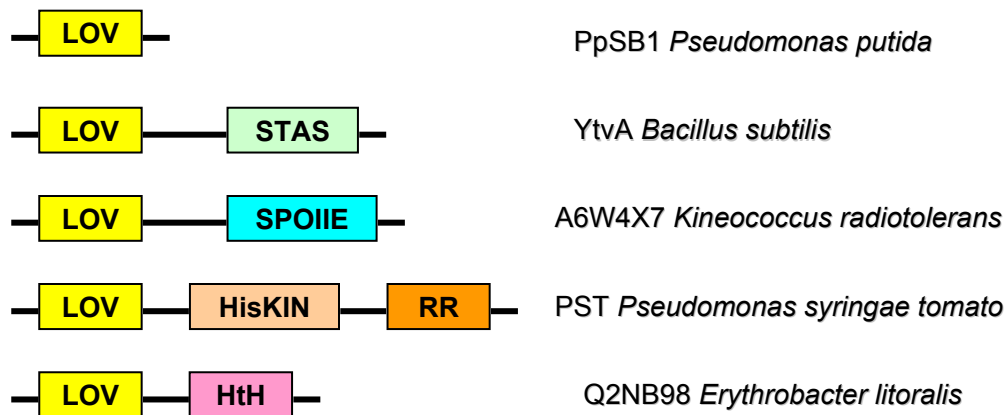 LOV PpSB1 Pseudomonas putida
LOV STAS YtvA Bacillus subtilis
LOV SPOIIE A6W4X7 Kineococcus radiotolerans
LOV HisKIN RR PST Pseudomonas syringae tomato
LOV HtH Q2NB98 Erythrobacter litoralis